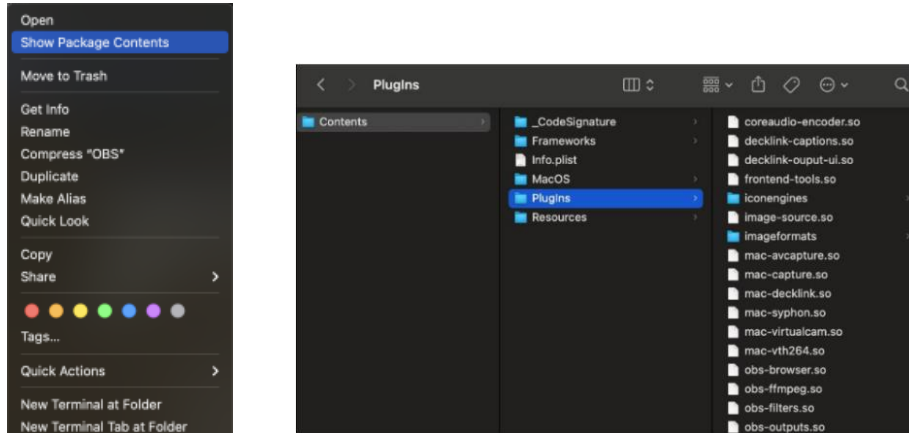 Open
Show Package Contents
Move to Trash
Get Info
Rename
Compress “OBS”
Duplicate
Make Alias
Quick Look
Copy
Share
Tags...
Quick Actions
New Terminal at Folder
New Terminal Tab at Folder
PlugIns
Contents
_CodeSignature
Frameworks
Info.plist
MacOS
PlugIns
Resources
coreaudio-encoder.so
decklink-captions.so
decklink-ouput-ui.so
frontend-tools.so
iconengines
image-source.so
imageformats
mac-avcapture.so
mac-capture.so
mac-decklink.so
mac-syphon.so
mac-virtualcam.so
mac-vth264.so
obs-browser.so
obs-ffmpeg.so
obs-filters.so
obs-outputs.so